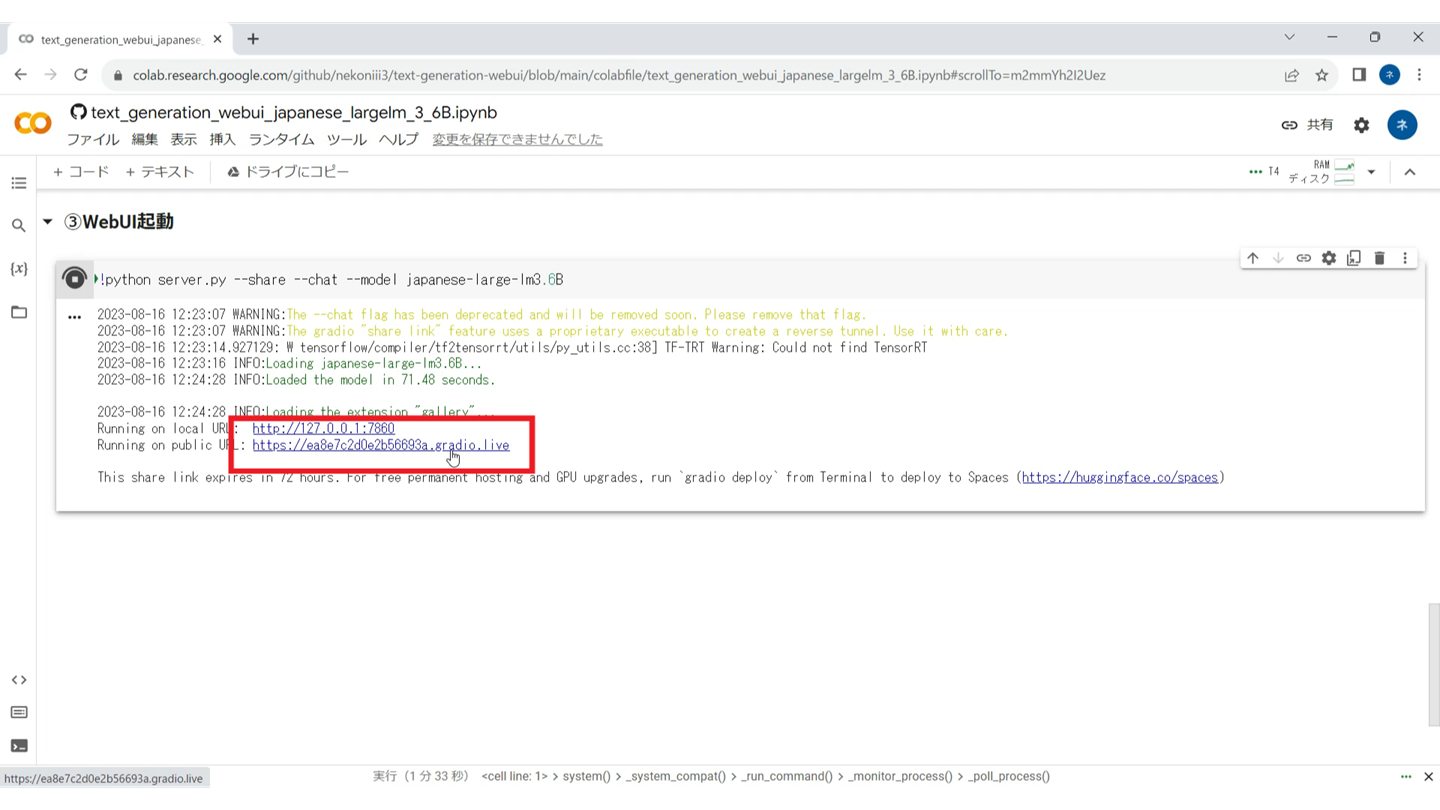 text_generation_webui_japanese_
colab.research.google.com/github/nekoniii3/text-generation-webui/blob/main/colabfile/text_generation_webui_japanese_largelm_3_6B.ipynb#scrollTo=m2mmYh2I2Uez
ネ
CO
text_generation_webui_japanese_largelm_3_6B.ipynb
ファイル 編集 表示 挿入 ランタイム ツール ヘルプ 変更を保存できませんでした
共有
ネ
+ コード + テキスト ドライブにコピー
T4 RAM
ディスク
③WebUI起動
{x}
!python server.py --share --chat --model japanese-large-lm3.6B
2023-08-16 12:23:07 WARNING:The --chat flag has been deprecated and will be removed soon. Please remove that flag.
2023-08-16 12:23:07 WARNING:The gradio "share link" feature uses a proprietary executable to create a reverse tunnel. Use it with care.
2023-08-16 12:23:14.927129: W tensorflow/compiler/tf2tensorrt/utils/py_utils.cc:38] TF-TRT Warning: Could not find TensorRT
2023-08-16 12:23:16 INFO:Loading japanese-large-lm3.6B...
2023-08-16 12:24:28 INFO:Loaded the model in 71.48 seconds.
2023-08-16 12:24:28 INFO:Loading the extension "gallery"...
Running on local URL: http://127.0.0.1:7860
Running on public URL: https://ea8e7c2d0e2b56693a.gradio.live
This share link expires in 72 hours. For free permanent hosting and GPU upgrades, run `gradio deploy` from Terminal to deploy to Spaces (https://huggingface.co/spaces)
https://ea8e7c2d0e2b56693a.gradio.live
実行（1 分 33 秒） <cell line: 1> > system() > _system_compat() > _run_command() > _monitor_process() > _poll_process()